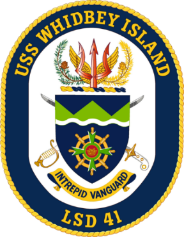 USS WHIDBEY ISLAND
INTREPID VANGUARD
LSD 41